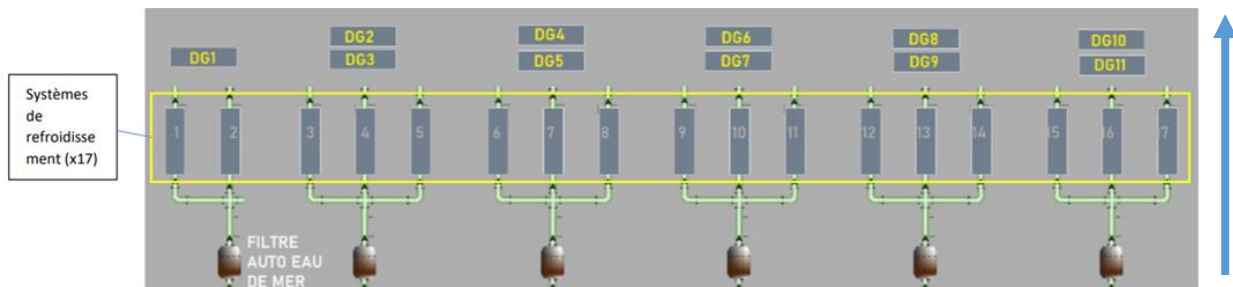 DG1
DG2
DG3
DG4
DG5
DG6
DG7
DG8
DG9
DG10
DG11
Systèmes
de
refroidisse
ment (x17)
1 2 3 4 5 6 7 8 9 10 11 12 13 14 15 16 7
FILTRE
AUTO EAU
DE MER